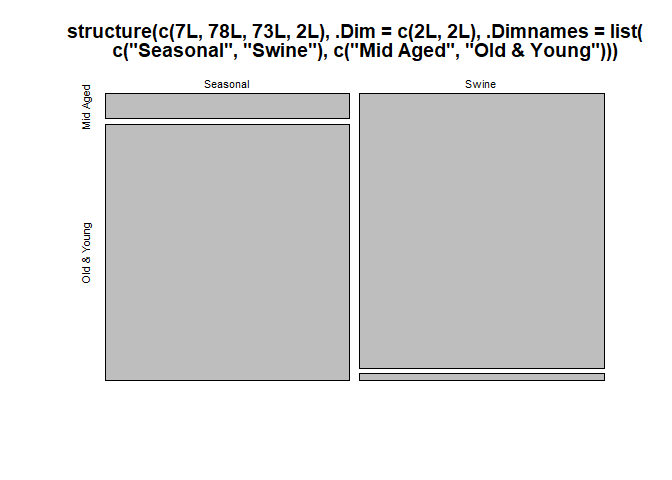 structure(c(7L, 78L, 73L, 2L), .Dim = c(2L, 2L), .Dimnames = list(
c("Seasonal", "Swine"), c("Mid Aged", "Old & Young")))
Seasonal
Swine
Mid Aged
Old & Young